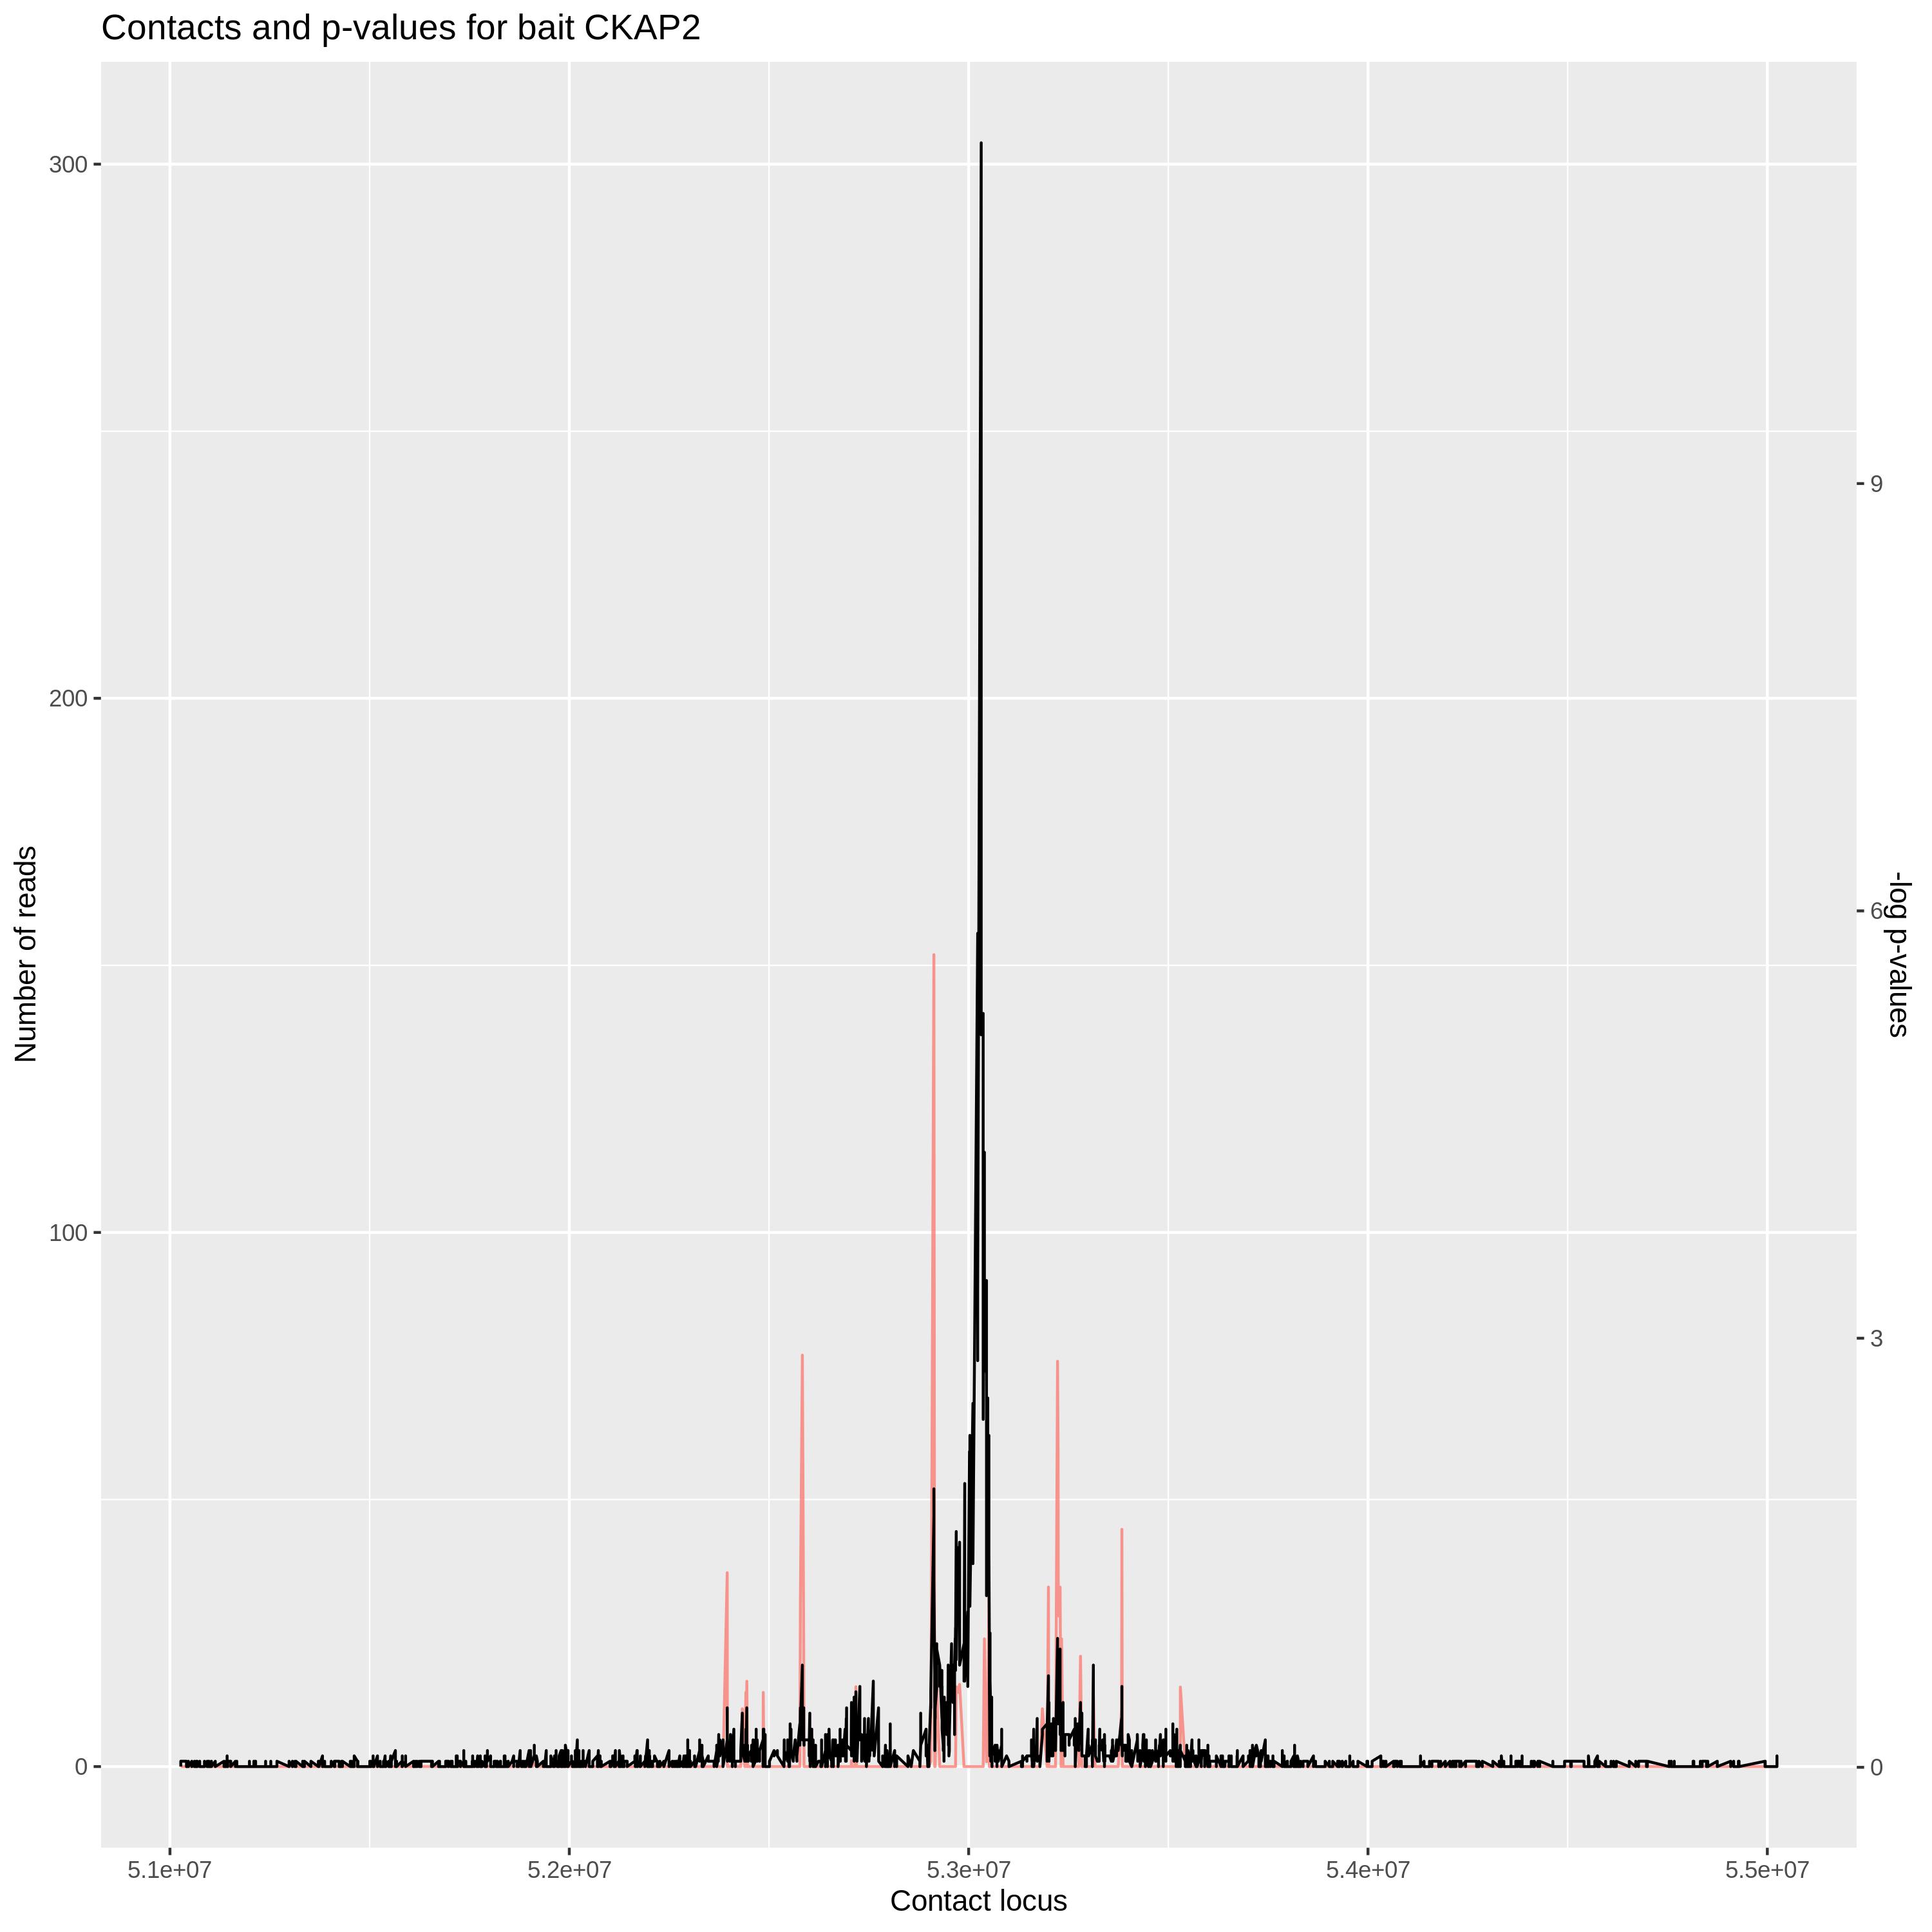 Contacts and p-values for bait CKAP2
300
200
100
0
Number of reads
9
6
3
0
-log p-values
5.1e+07 5.2e+07 5.3e+07 5.4e+07 5.5e+07
Contact locus